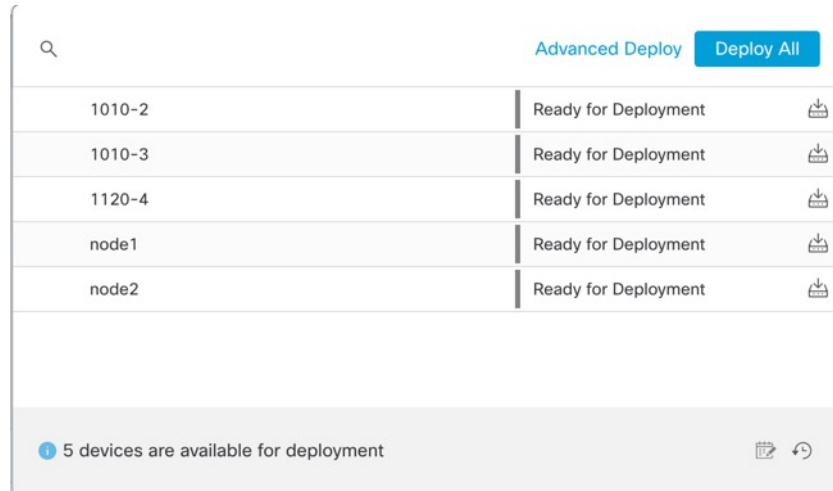 Advanced Deploy Deploy All
1010-2 Ready for Deployment
1010-3 Ready for Deployment
1120-4 Ready for Deployment
node1 Ready for Deployment
node2 Ready for Deployment
5 devices are available for deployment